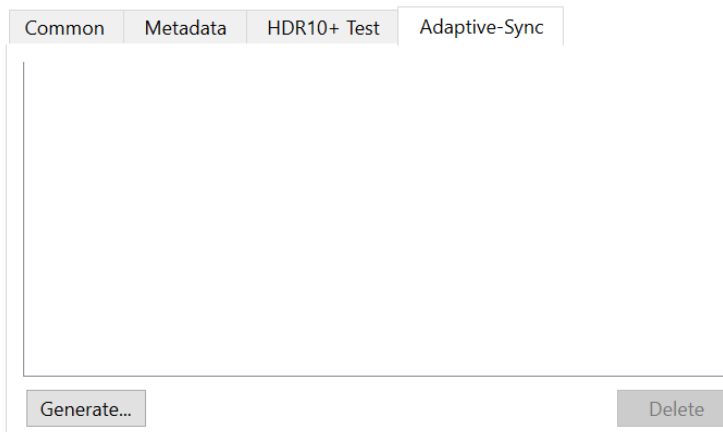 Common Metadata HDR10+ Test Adaptive-Sync
Generate... Delete